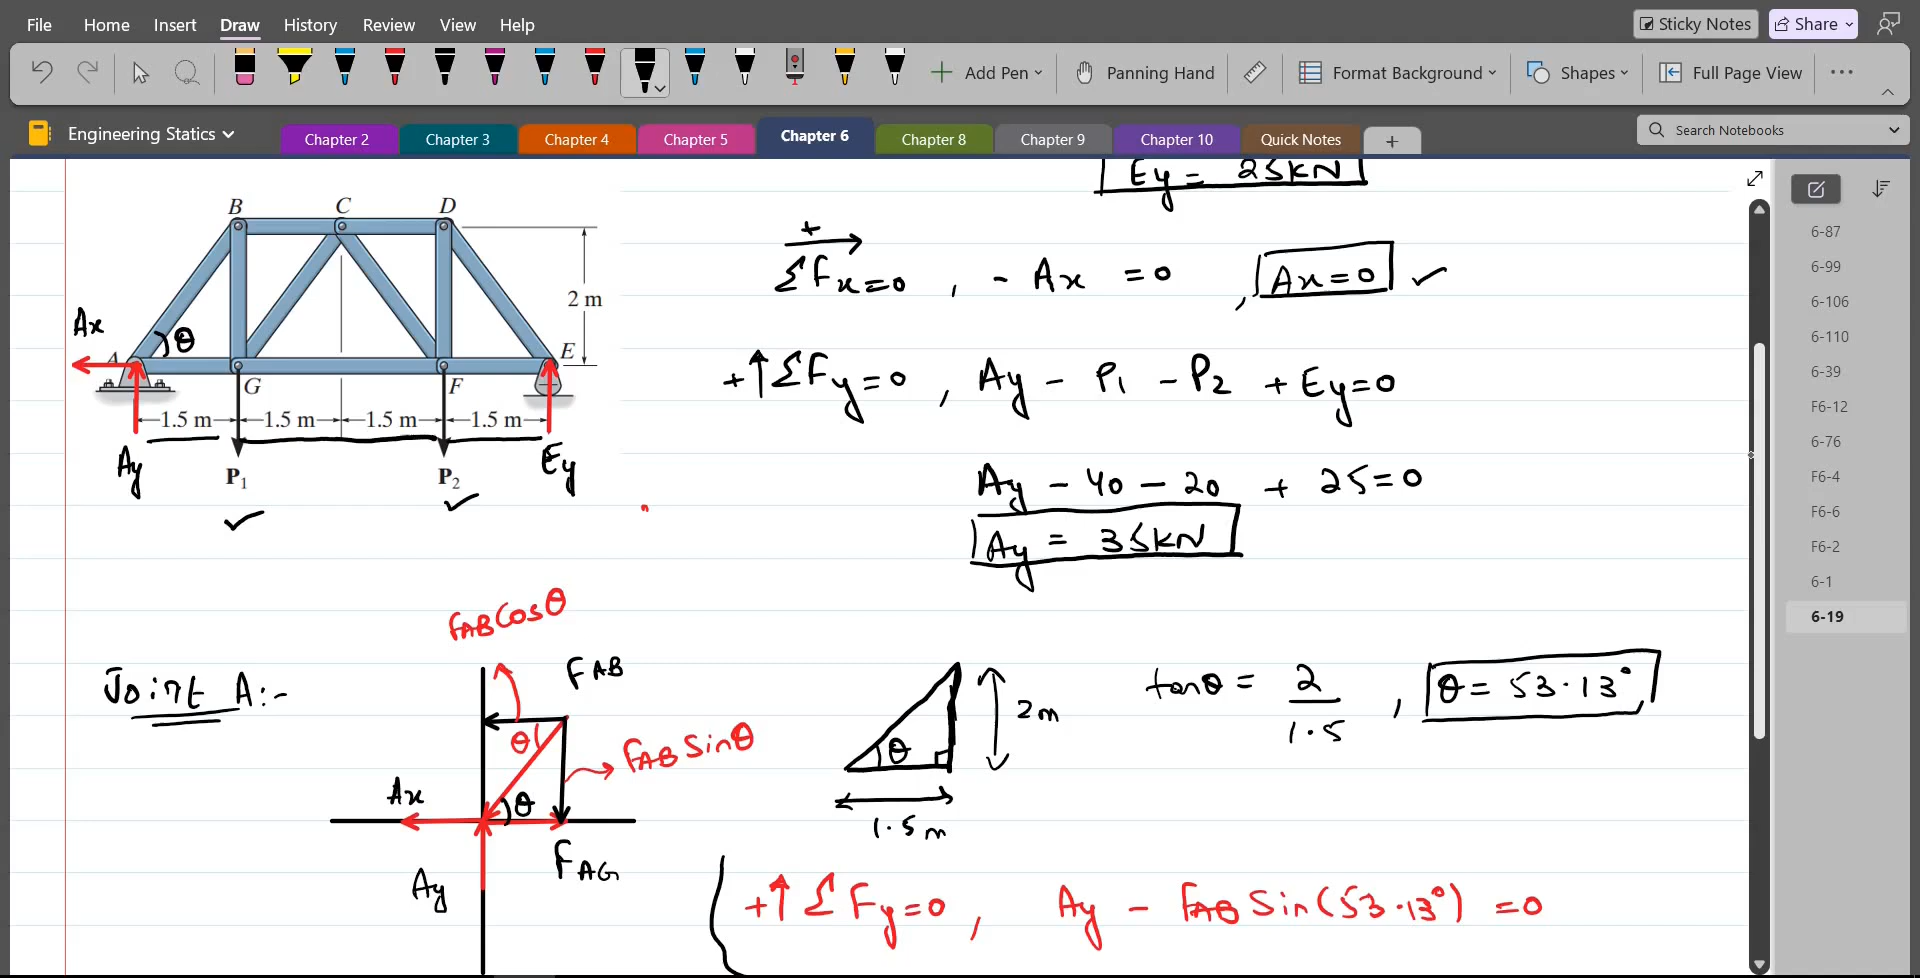 File Home Insert Draw History Review View Help Sticky Notes Share
Add Pen Panning Hand Format Background Shapes Full Page View
Engineering Statics Chapter 2 Chapter 3 Chapter 4 Chapter 5 Chapter 6 Chapter 8 Chapter 9 Chapter 10 Quick Notes + Search Notebooks
Ey = 25KN
B C D
2 m
Ax
θ
A
E
G
F
1.5 m 1.5 m 1.5 m 1.5 m
Ay
P1
P2
Ey
+
ΣFx=0 , - Ax = 0 , Ax=0 ✓
+↑ΣFy=0 , Ay - P1 - P2 + Ey=0
Ay - 40 - 20 + 25=0
Ay = 35KN
Joint A:-
FAB Cosθ
FAB
θ
FAB Sinθ
Ax
θ
FAG
Ay
θ
2m
1.5m
tanθ = 2/1.5 , θ= 53.13°
+↑ΣFy=0 , Ay - FAB Sin(53.13°) =0
6-87
6-99
6-106
6-110
6-39
F6-12
6-76
F6-4
F6-6
F6-2
6-1
6-19